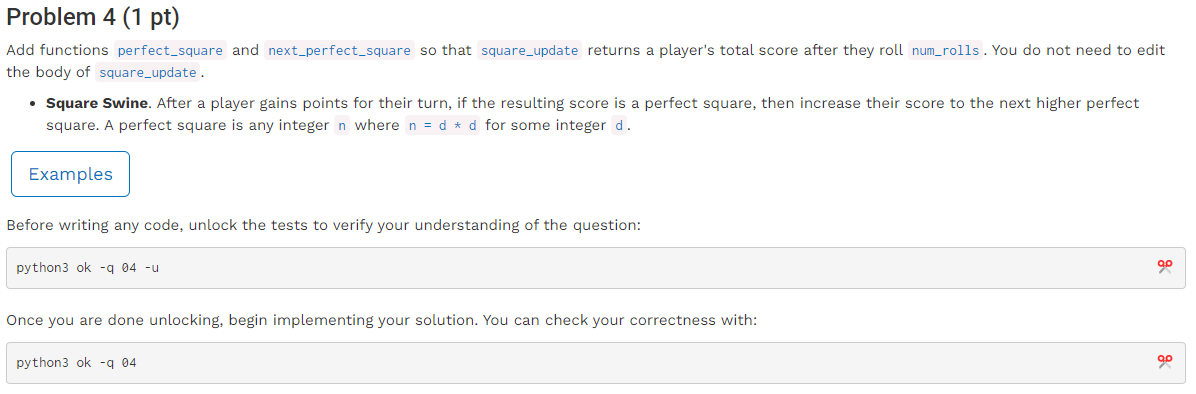 Problem 4 (1 pt)
Add functions perfect_square and next_perfect_square so that square_update returns a player's total score after they roll num_rolls. You do not need to edit
the body of square_update.
• Square Swine. After a player gains points for their turn, if the resulting score is a perfect square, then increase their score to the next higher perfect
square. A perfect square is any integer n where n = d * d for some integer d.
Examples
Before writing any code, unlock the tests to verify your understanding of the question:
python3 ok -q 04 -u
Once you are done unlocking, begin implementing your solution. You can check your correctness with:
python3 ok -q 04